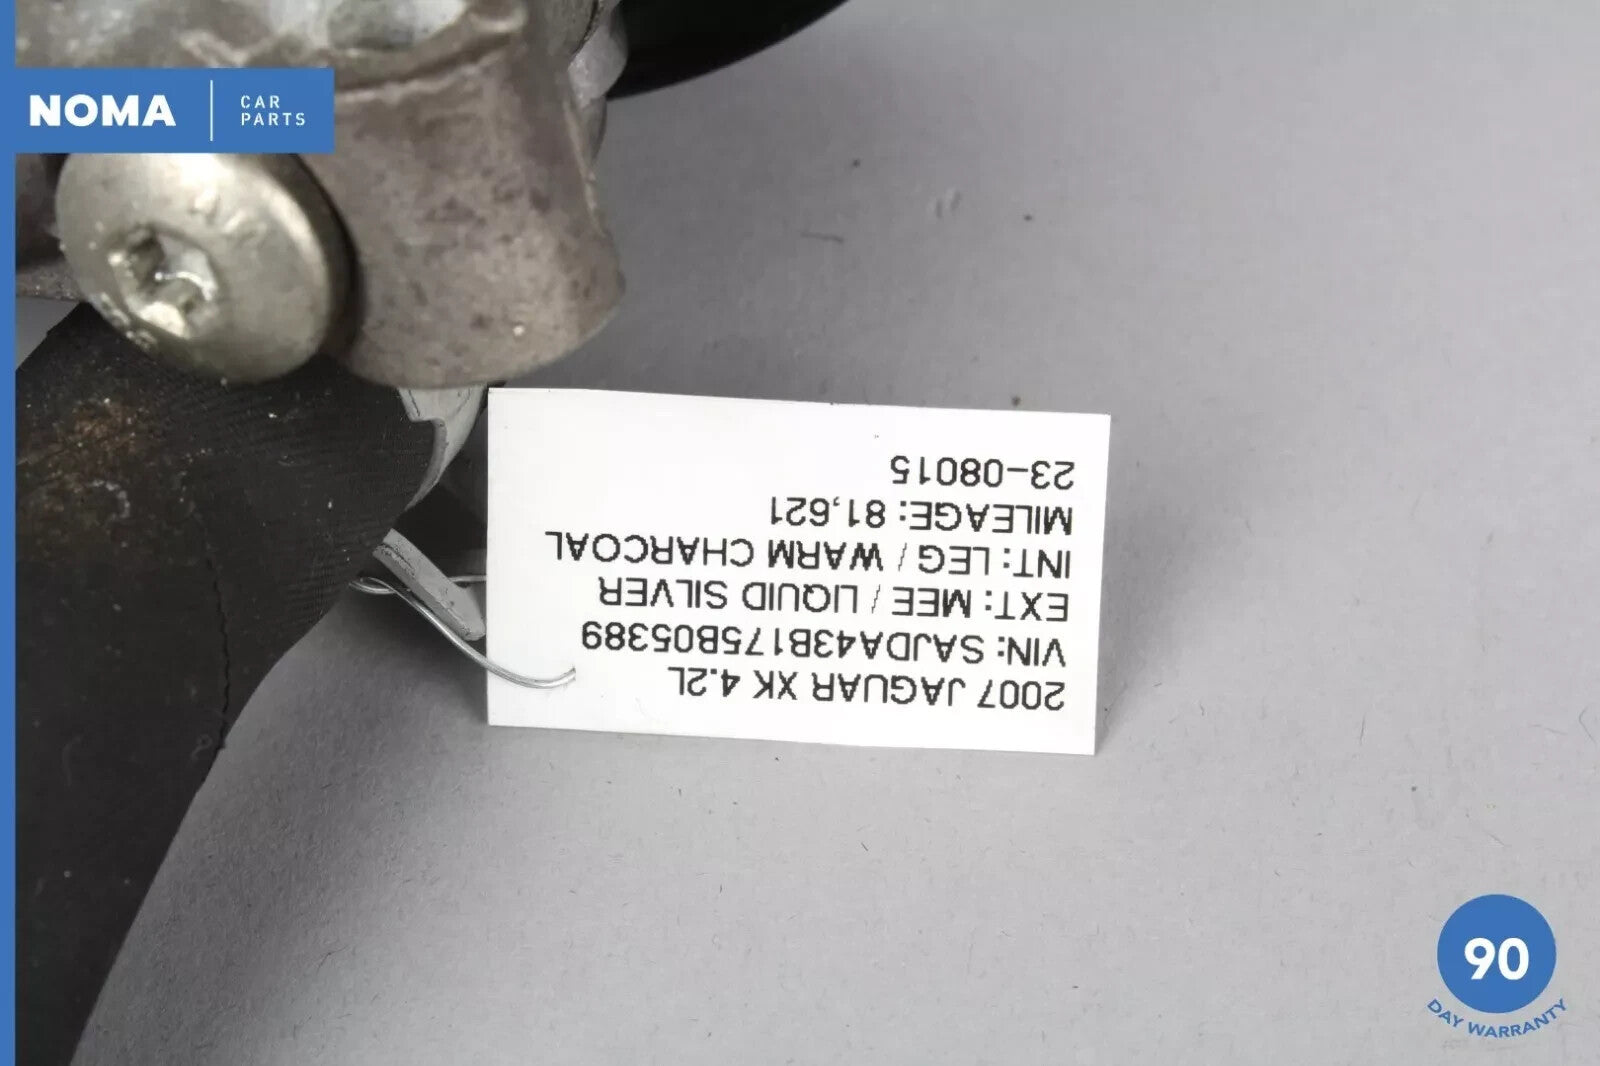 NOMA
CAR
PARTS
2007 JAGUAR XK 4.2L
VIN: SAJDA43B175B05389
EXT: MEE / LIQUID SILVER
INT: LEG / WARM CHARCOAL
MILEAGE: 81,621
23-08015
90
DAY WARRANTY